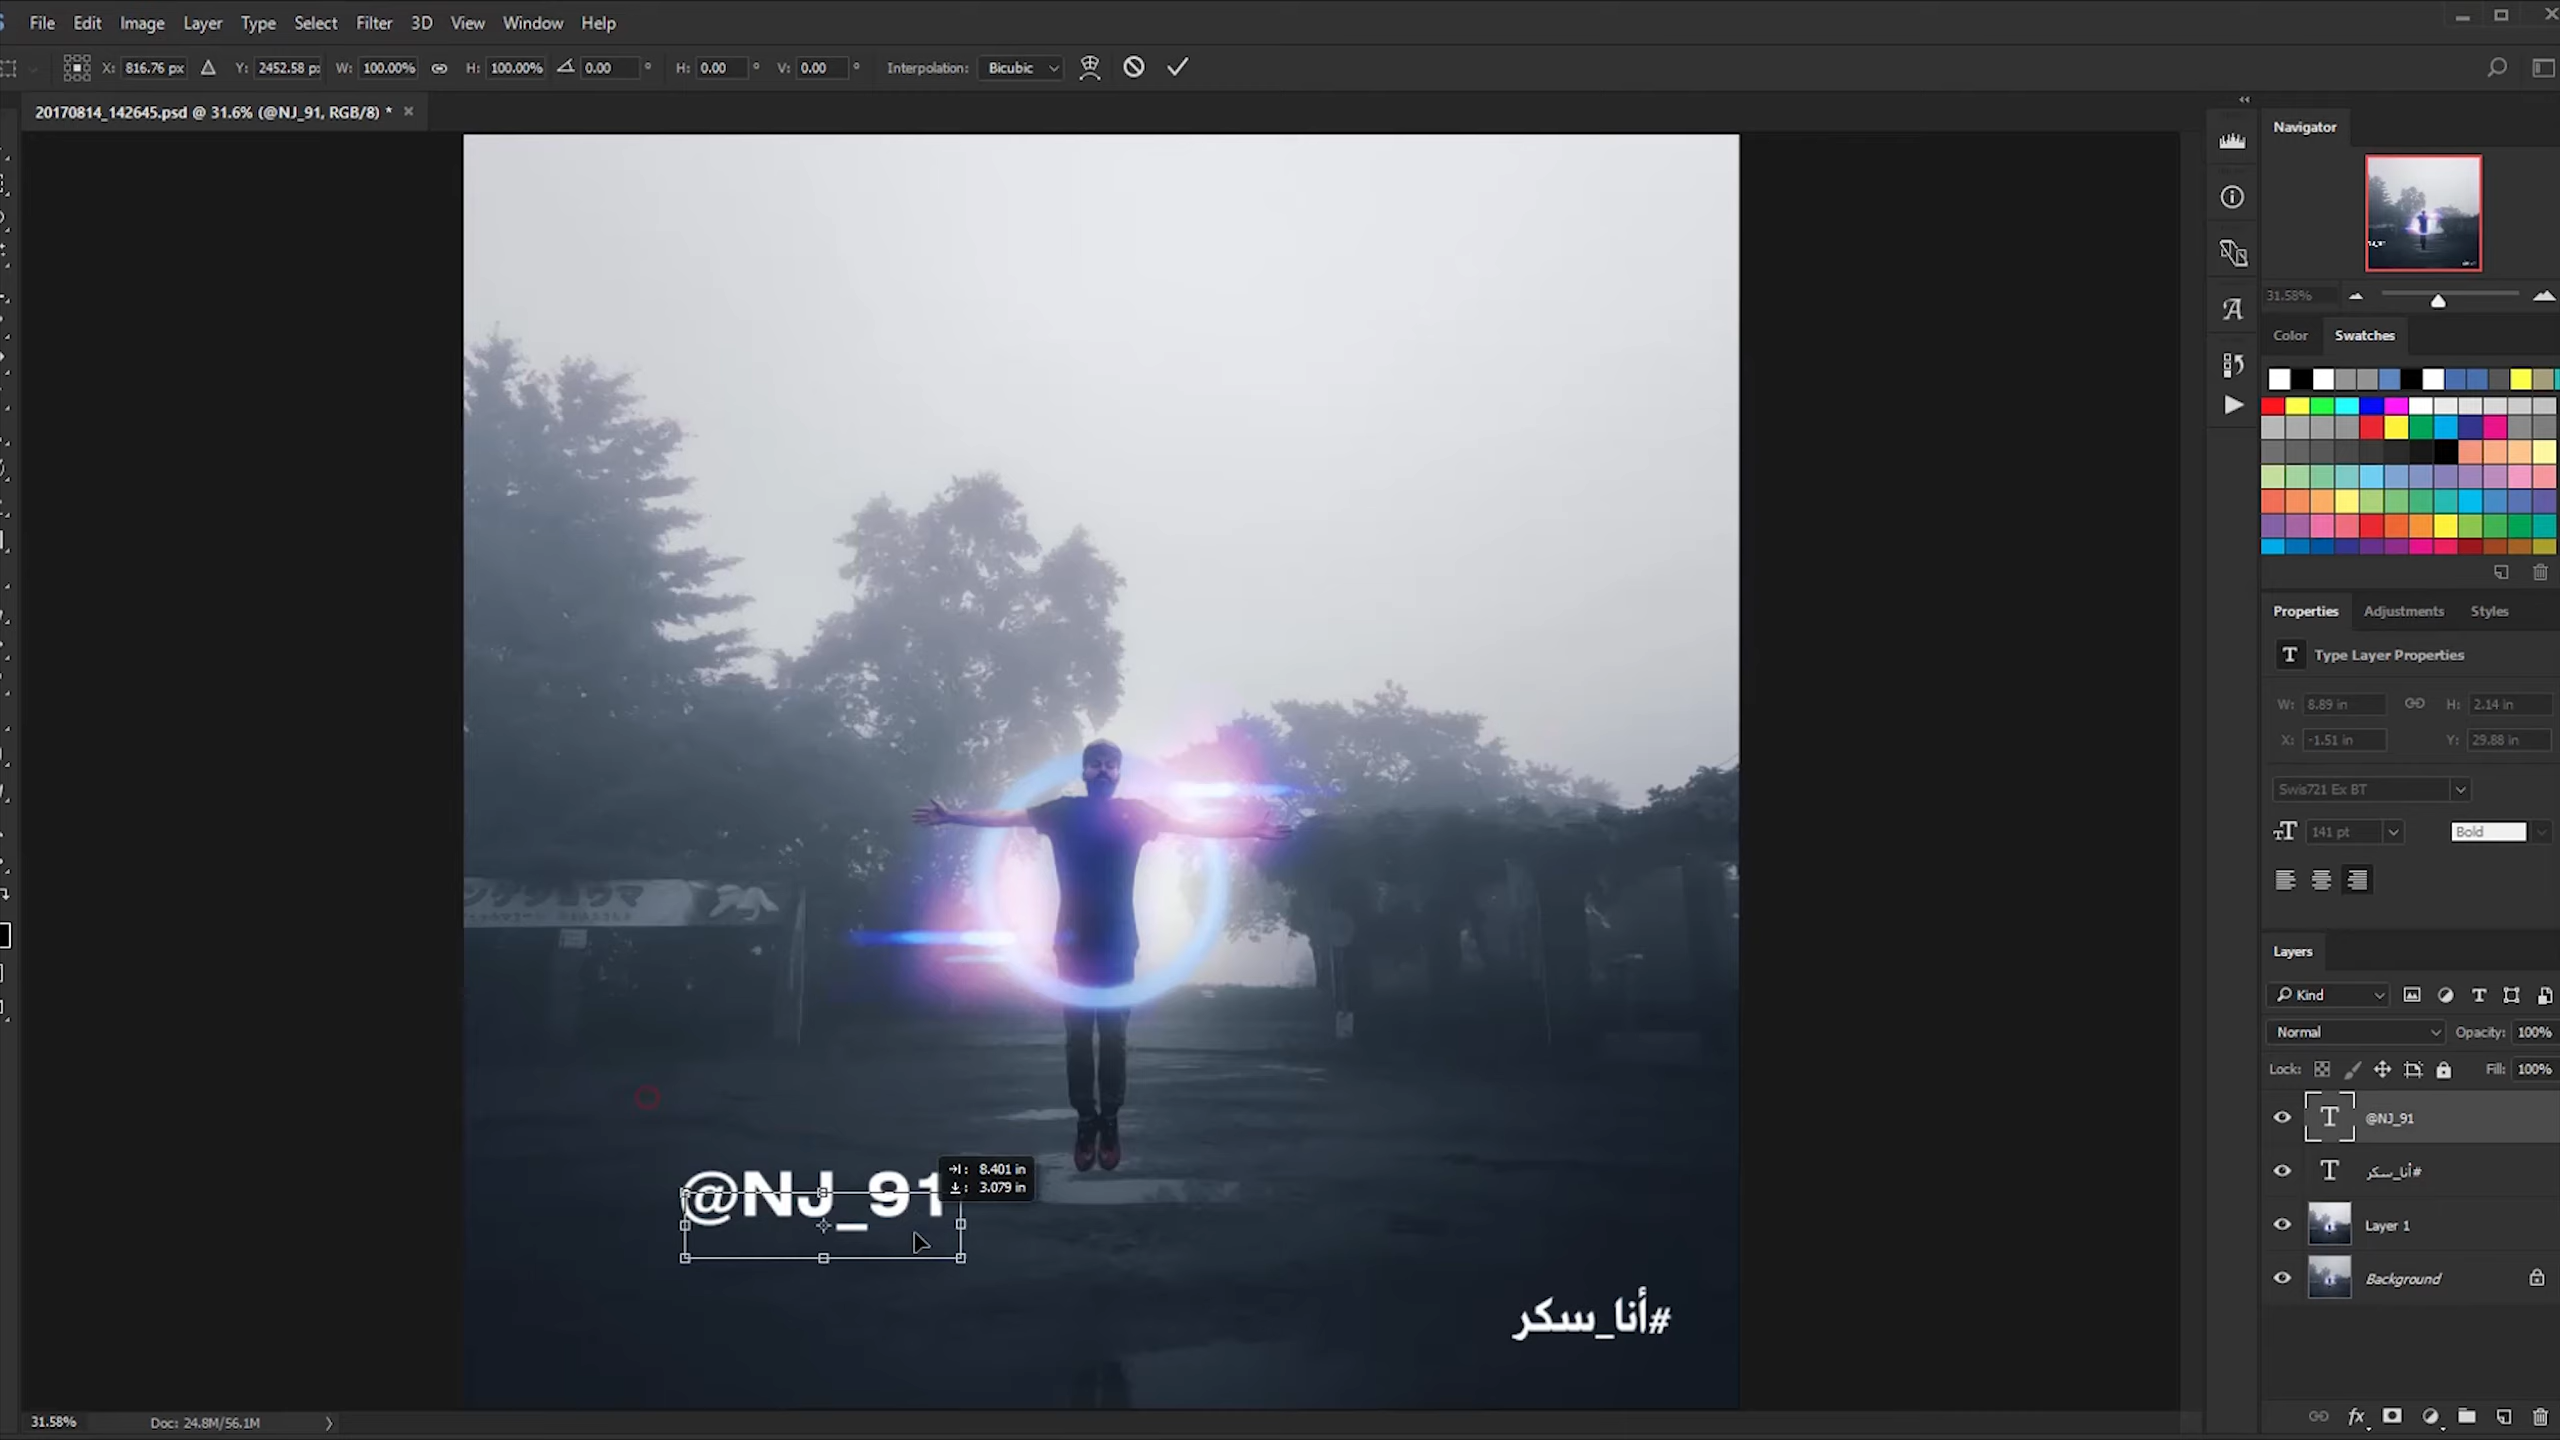 File Edit Image Layer Type Select Filter 3D View Window Help
X: 816.76 px Y: 2452.58 px W: 100.00% H: 100.00% 0.00 ° H: 0.00 ° V: 0.00 ° Interpolation: Bicubic
20170814_142645.psd @ 31.6% (@NJ_91, RGB/8) *
Navigator
31.58%
Color Swatches
Properties Adjustments Styles
T Type Layer Properties
W: 8.89 in H: 2.14 in
X: -1.51 in Y: 29.88 in
Swis721 Ex BT
141 pt Bold
Layers
Kind
Normal Opacity: 100%
Lock: Fill: 100%
T @NJ_91
T #أنا_سكر
Layer 1
Background
8.401 in
3.079 in
@NJ_91
#أنا_سكر
31.58% Doc: 24.8M/56.1M